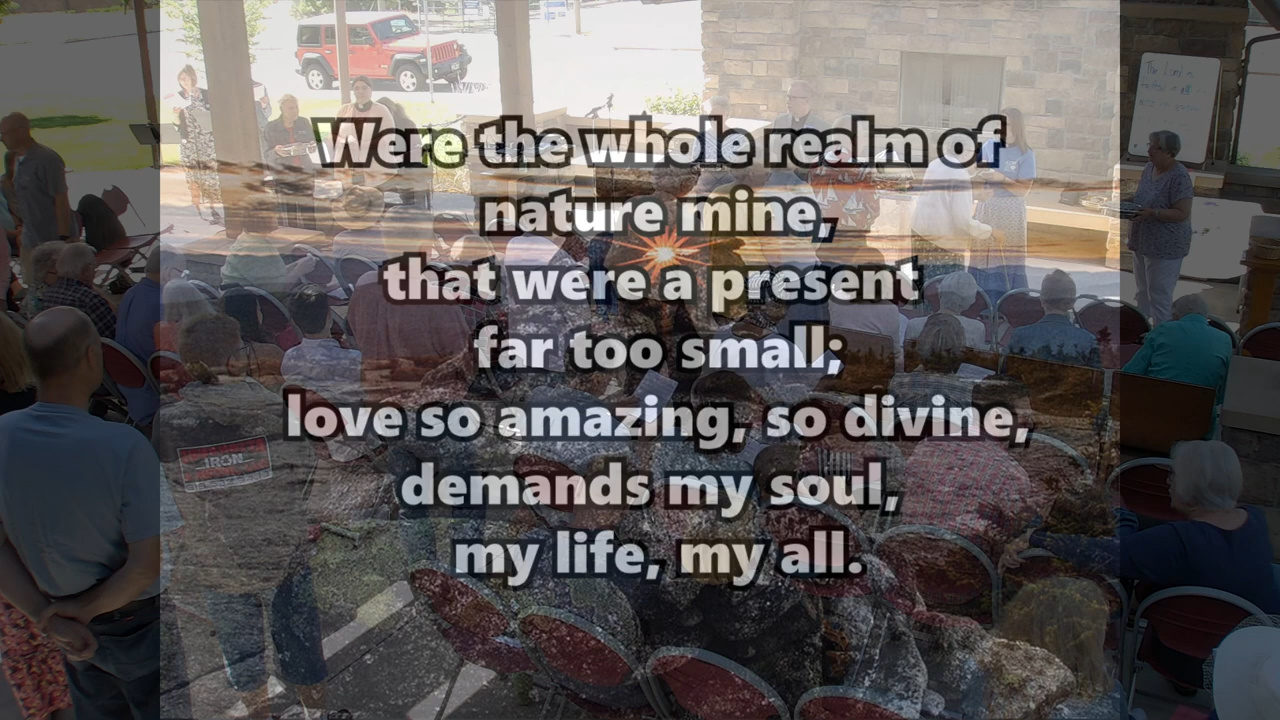 Were the whole realm of
nature mine,
that were a present
far too small;
love so amazing, so divine,
demands my soul,
my life, my all.
IRON